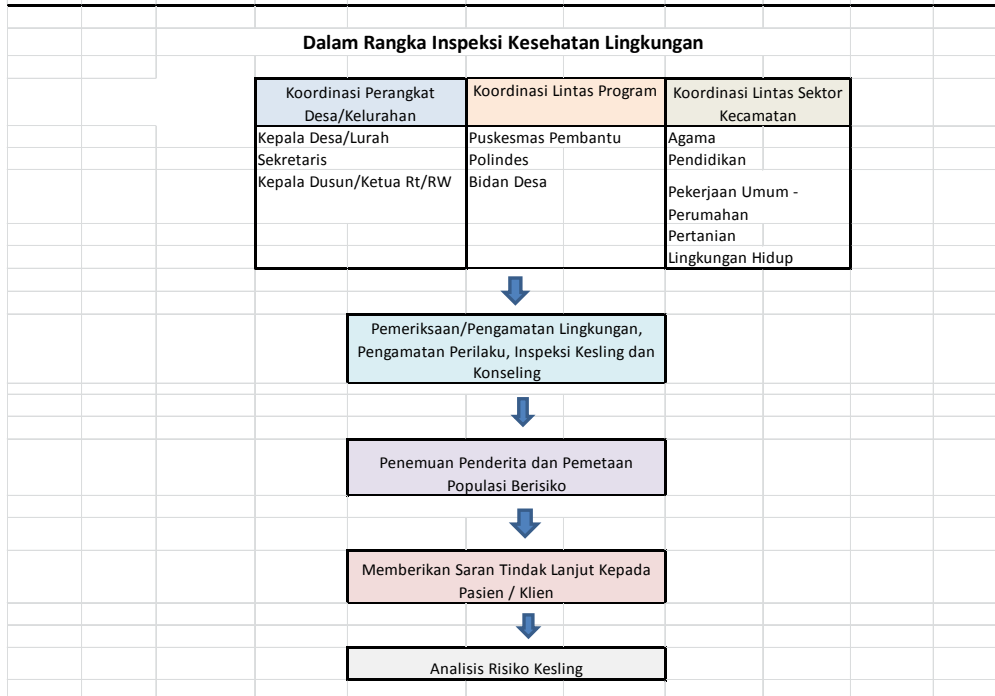 Dalam Rangka Inspeksi Kesehatan Lingkungan
Koordinasi Perangkat
Desa/Kelurahan
Koordinasi Lintas Program
Koordinasi Lintas Sektor
Kecamatan
Kepala Desa/Lurah
Sekretaris
Kepala Dusun/Ketua Rt/RW
Puskesmas Pembantu
Polindes
Bidan Desa
Agama
Pendidikan
Pekerjaan Umum -
Perumahan
Pertanian
Lingkungan Hidup
Pemeriksaan/Pengamatan Lingkungan,
Pengamatan Perilaku, Inspeksi Kesling dan
Konseling
Penemuan Penderita dan Pemetaan
Populasi Berisiko
Memberikan Saran Tindak Lanjut Kepada
Pasien / Klien
Analisis Risiko Kesling